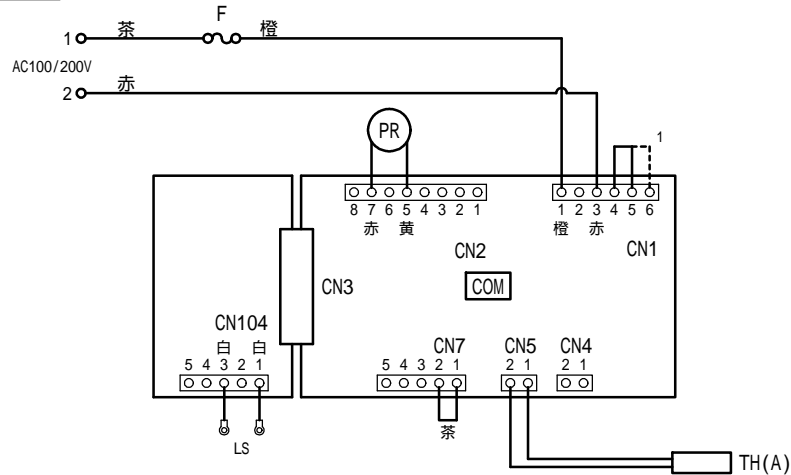 F
1 茶 橙
AC100/200V
2 赤
PR
1
8 7 6 5 4 3 2 1
1 2 3 4 5 6
赤 黄
橙 赤
CN2
CN1
CN3
COM
CN104
白 白
5 4 3 2 1
CN7
5 4 3 2 1
CN5
2 1
CN4
2 1
茶
LS
TH(A)